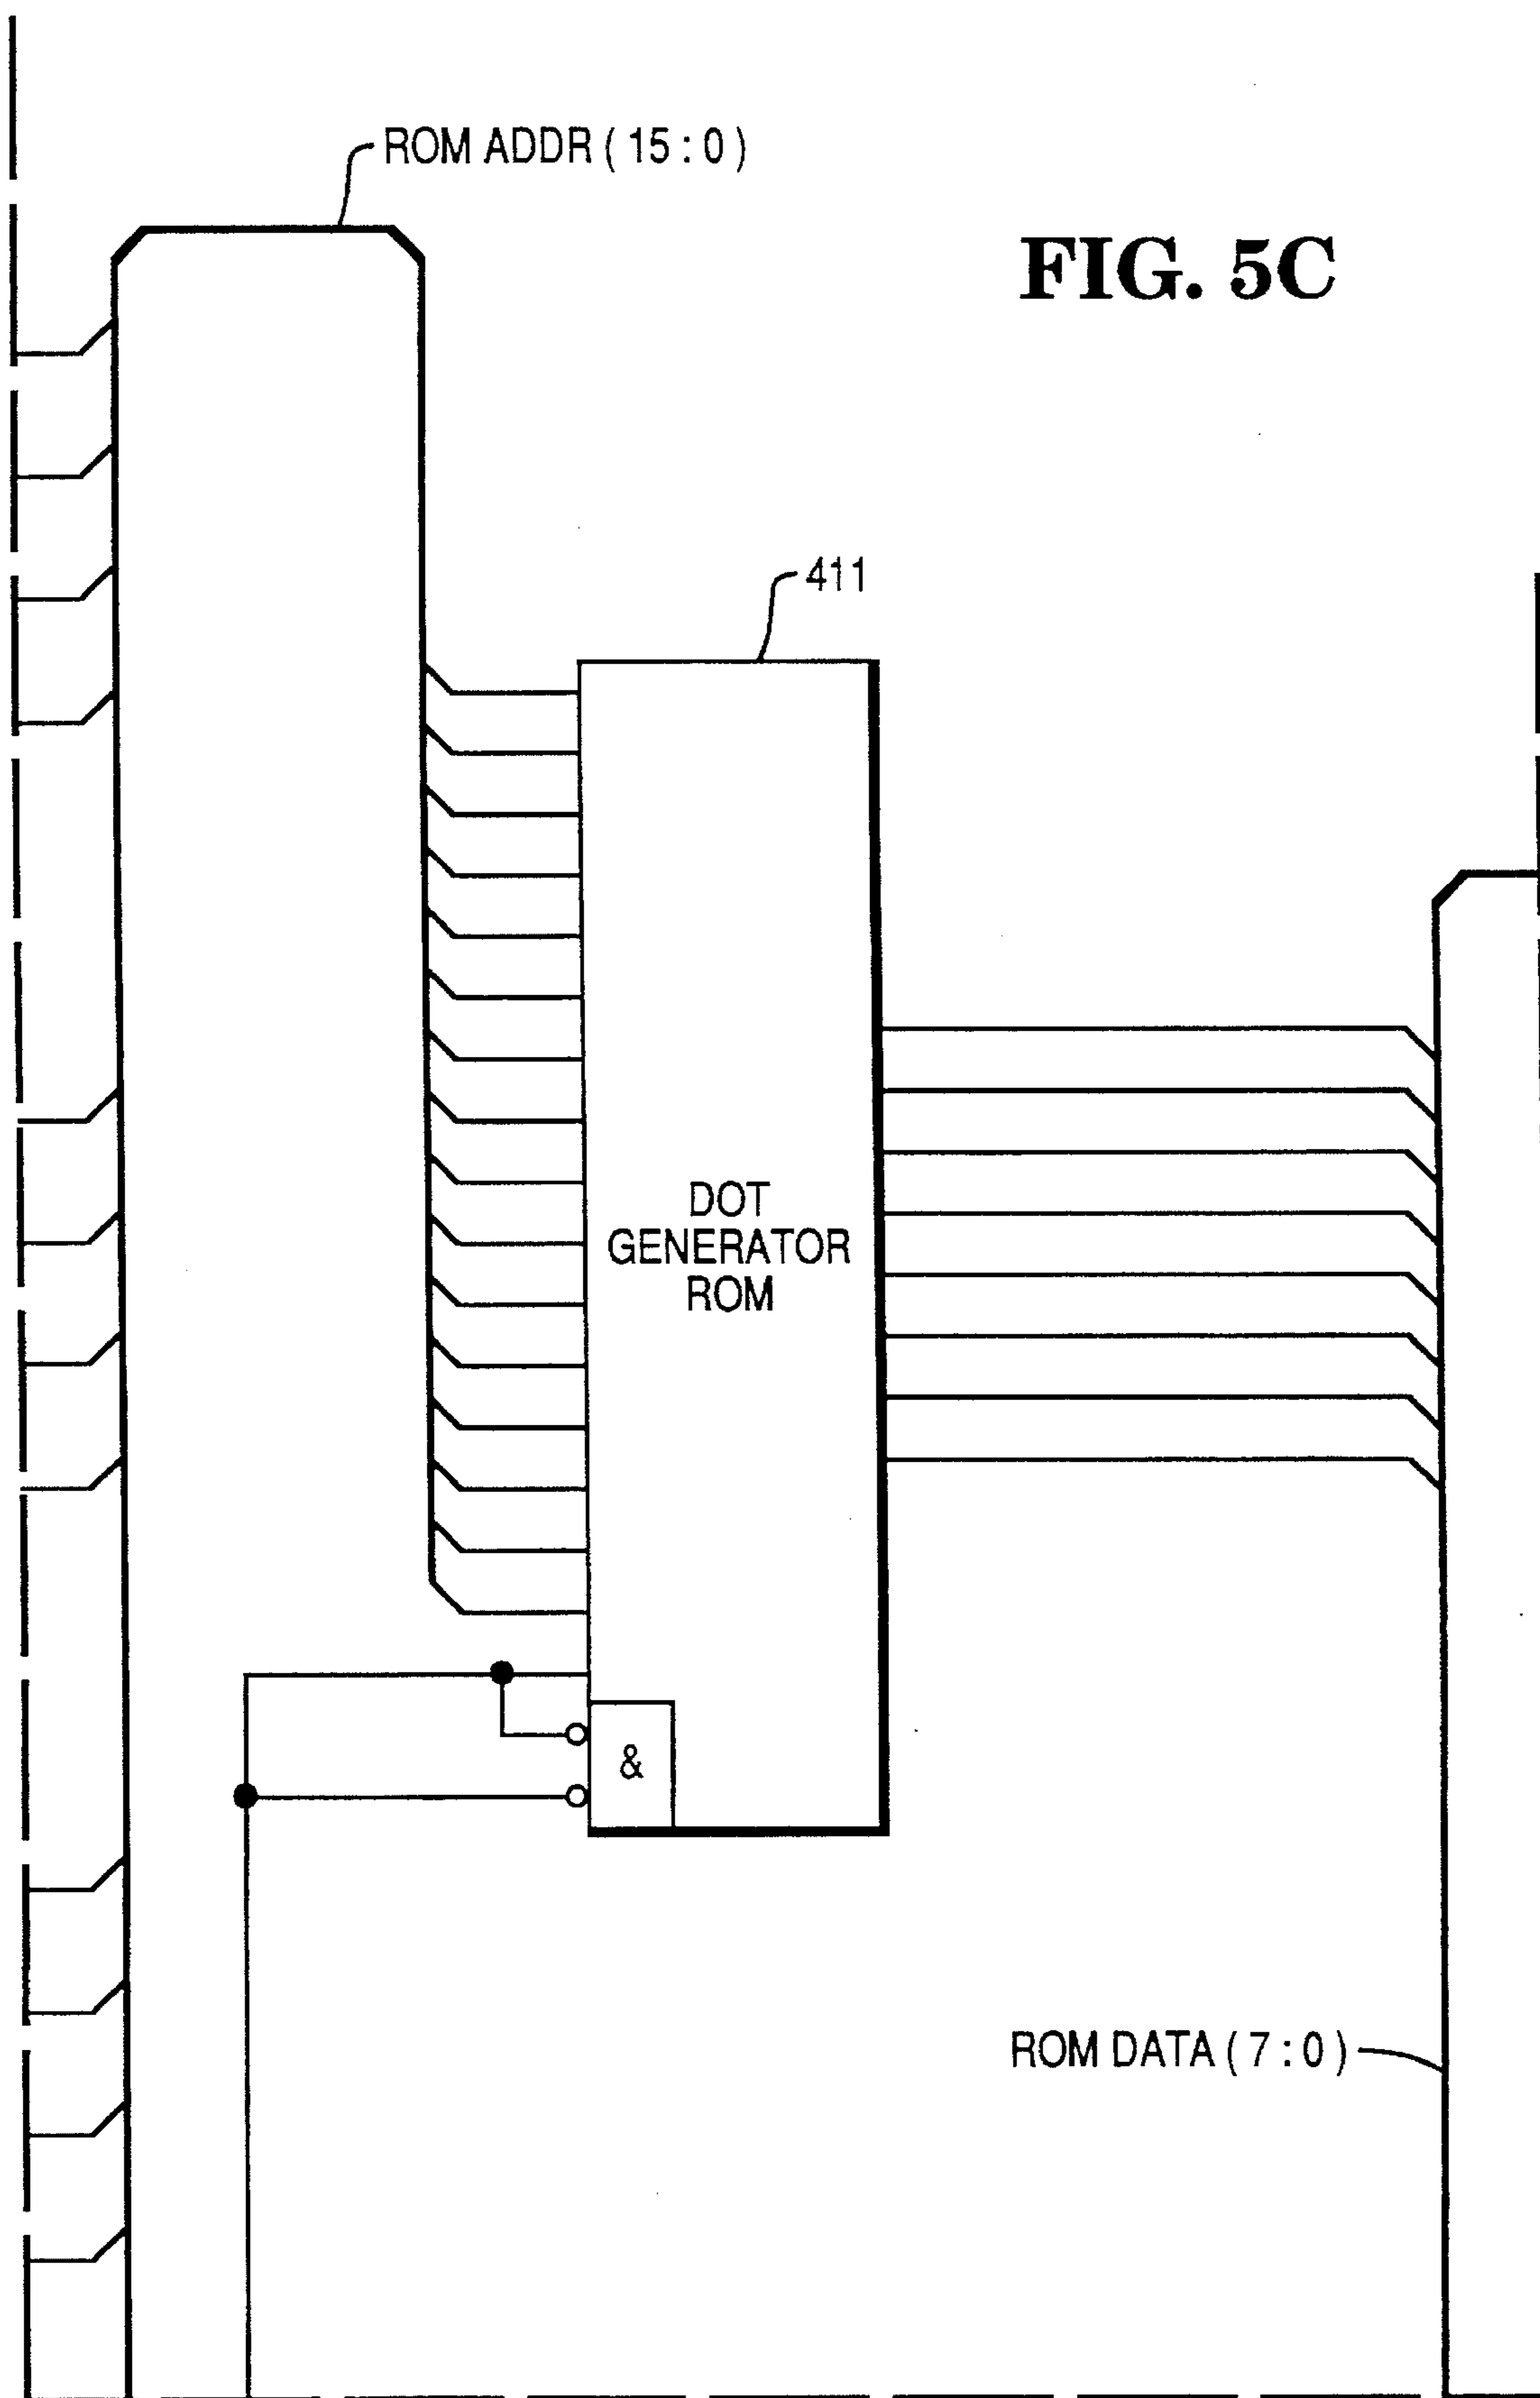 ROM ADDR ( 15 : 0 )
FIG. 5C
411
DOT
GENERATOR
ROM
&
ROM DATA ( 7 : 0 )